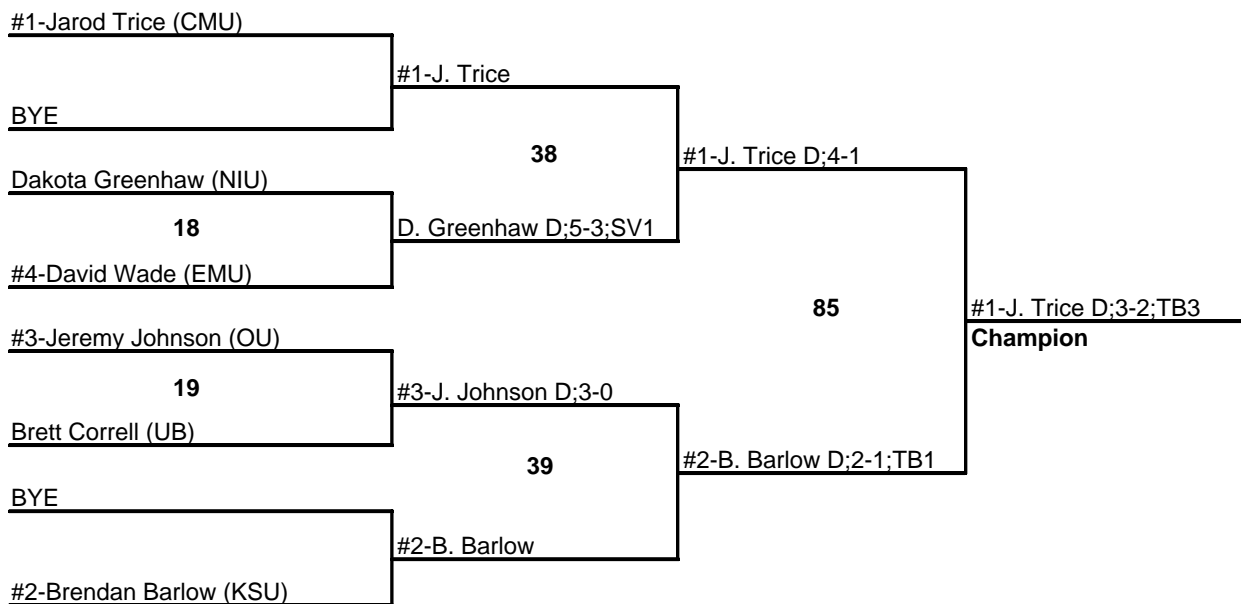 #1-Jarod Trice (CMU)
#1-J. Trice
BYE
38
#1-J. Trice D;4-1
Dakota Greenhaw (NIU)
18
D. Greenhaw D;5-3;SV1
#4-David Wade (EMU)
85
#1-J. Trice D;3-2;TB3
Champion
#3-Jeremy Johnson (OU)
19
#3-J. Johnson D;3-0
Brett Correll (UB)
39
#2-B. Barlow D;2-1;TB1
BYE
#2-B. Barlow
#2-Brendan Barlow (KSU)